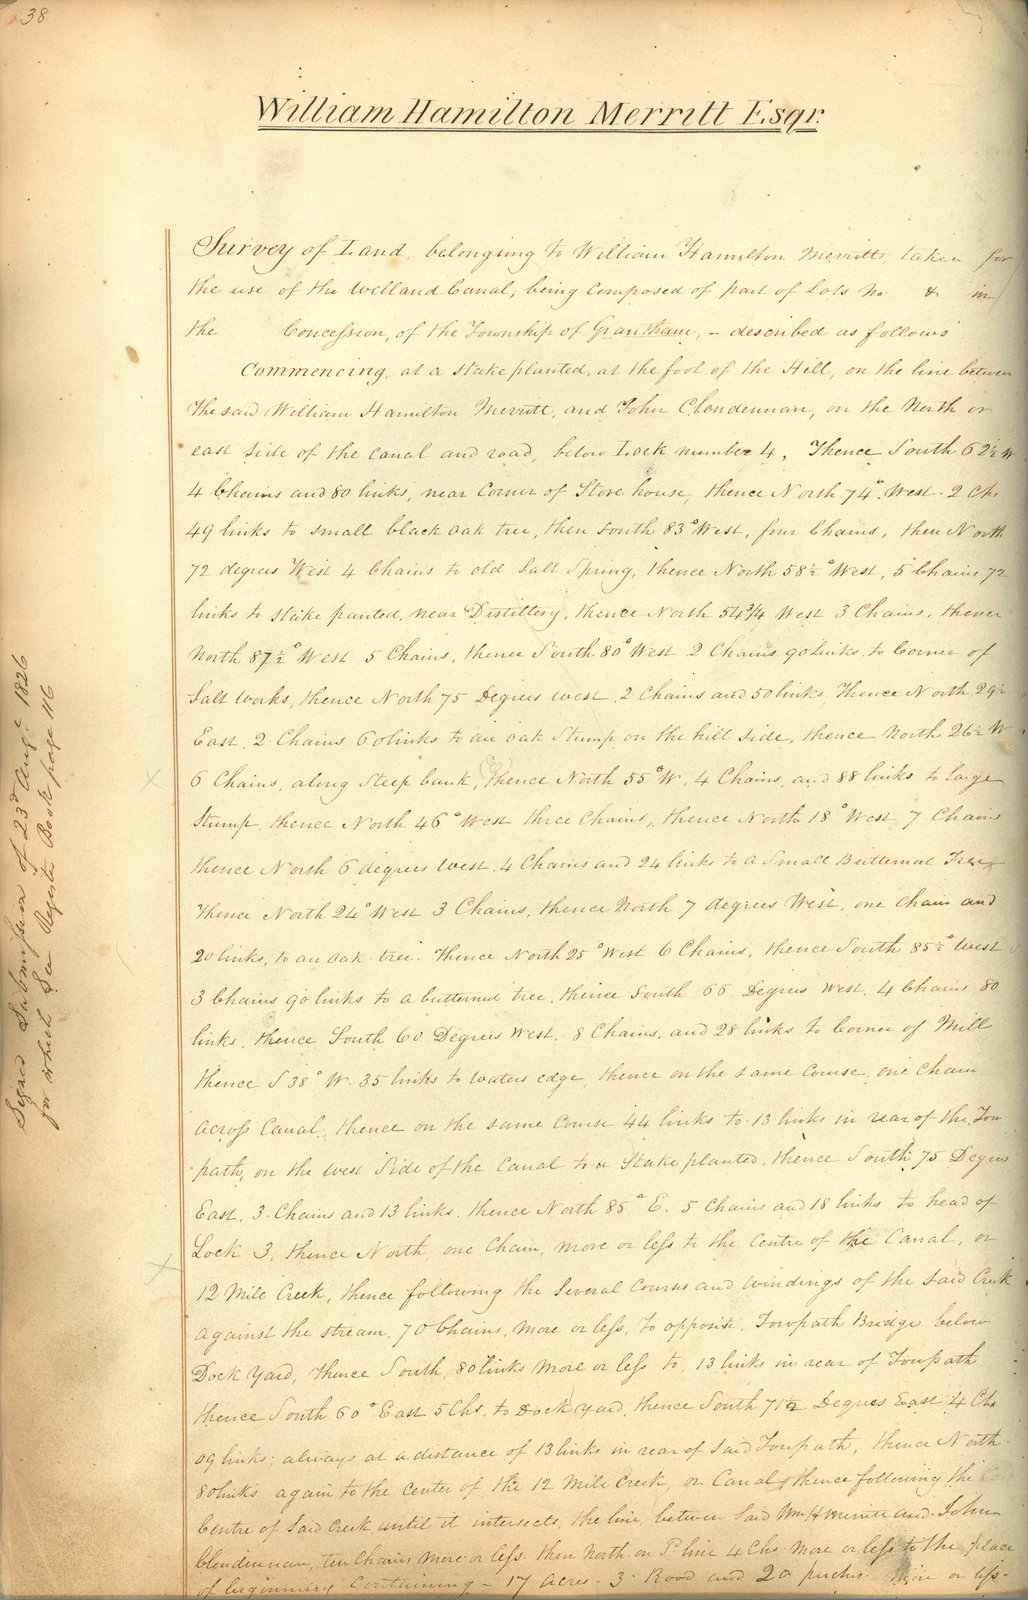 38
William Hamilton Merritt Esqr.
Survey of Land, belonging to William Hamilton Merritt, taken for
the use of the Welland Canal, being composed of part of Lots No. & in
the Concession, of the Township of Grantham, – described as follows
Commencing, at a stake planted, at the foot of the Hill, on the line between
the said William Hamilton Merritt, and John Clendennan, on the North or
east side of the canal and road, below Lock number 4, Thence South 62½ W
4 Chains and 80 links, near corner of Store house, thence North 74° West. 2 Chs
49 links to small black oak tree, then South 83° West, four Chains, then North
72 degrees West 4 Chains to old Salt Spring, thence North 58½° West, 5 Chains 72
links to stake panted, near Distillery, thence North 54¾ West 3 Chains, thence
North 87½° West 5 Chains, thence South 80° West 2 Chains 90 links to Corner of
Salt works, thence North 75 Degrees West 2 Chains and 50 links Thence North 29½
East 2 Chains 60 links to an oak Stump on the hill side, thence North 26½ W
6 Chains, along Steep bank, thence North 55° W. 4 Chains, and 88 links to large
Stump, thence North 46° West three Chains, thence North 18° West 7 Chains
thence North 6 degrees West 4 Chains and 24 links to a Small Butternut Tree
Thence North 24° West 3 Chains, thence North 7 degrees West, one chain and
20 links, to an oak tree. Thence North 25° West 6 Chains, thence South 85½° West
3 Chains 90 links to a butternut tree, thence South 66 Degrees West 4 Chains 80
links, thence South 60 Degrees West 8 Chains, and 28 links to Corner of Mill
thence S 38° W. 35 links to waters edge, thence on the same course, one Chain
across Canal, thence on the same course 44 links to 13 links in rear of the Tow
path, on the west side of the Canal to a Stake planted, thence South 75 Degrees
East, 3 Chains and 13 links, thence North 85° E. 5 Chains and 18 links to head of
Lock 3, thence North, one Chain, more or less to the centre of the Canal, or
12 Mile Creek, thence following the several courses and windings of the said Creek
against the stream, 70 Chains, more or less, to opposite Towpath Bridge below
Dock Yard, thence South, 80 links more or less to 13 links in rear of Towpath
thence South 60° East 5 Chs, to Dock Yard, thence South 71½ Degrees East 4 Chs
09 links, always at a distance of 13 links in rear of said Towpath, thence North
80 links again to the center of the 12 Mile Creek, or Canal, thence following the
Centre of said Creek until it intersects the line, between said Wm H Merritt and John
Clendennan, ten Chains, more or less, then North on Sd line 4 Chs. more or less to the place
of beginning Containing – 17 acres – 3 Rood and 20 perches more or less –
Signed Submission of 23d Augt. 1826
for which See Register Book page 116